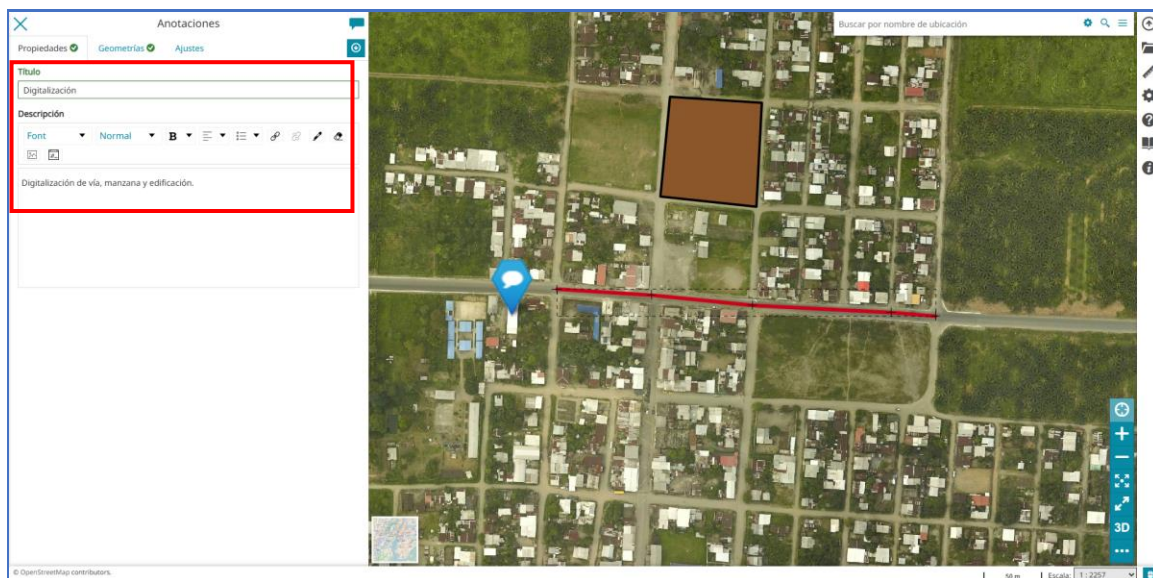 Anotaciones
Propiedades
Geometrías
Ajustes
Título
Digitalización
Descripción
Font Normal B
Digitalización de vía, manzana y edificación.
Buscar por nombre de ubicación
3D
© OpenStreetMap contributors.
50 m Escala: 1 : 2257